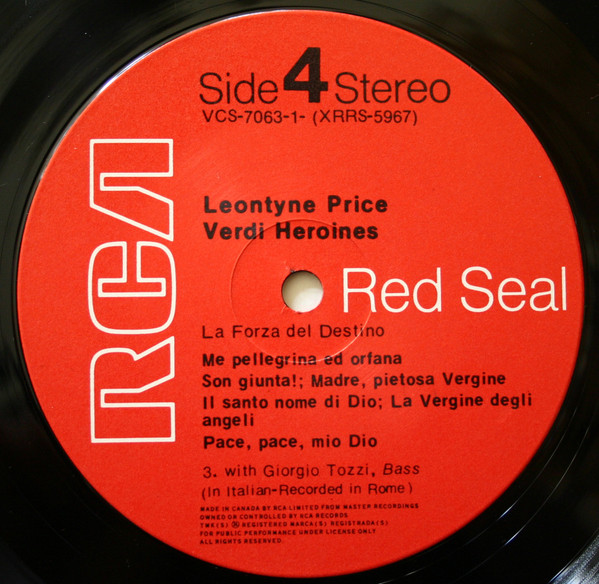 Side 4 Stereo
VCS-7063-1- (XRRS-5967)
RCA
Leontyne Price
Verdi Heroines
Red Seal
La Forza del Destino
Me pellegrina ed orfana
Son giunta!; Madre, pietosa Vergine
Il santo nome di Dio; La Vergine degli
angeli
Pace, pace, mio Dio
3. with Giorgio Tozzi, Bass
(In Italian-Recorded in Rome)
MADE IN CANADA BY RCA LIMITED FROM MASTER RECORDINGS
OWNED OR CONTROLLED BY RCA RECORDS
TMK(S) ® REGISTERED MARCA(S) REGISTRADA(S)
FOR PUBLIC PERFORMANCE UNDER LICENSE ONLY
ALL RIGHTS RESERVED.